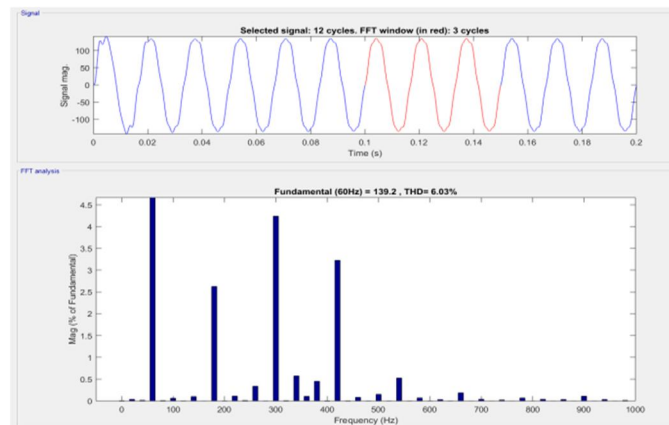 Signal
Selected signal: 12 cycles. FFT window (in red): 3 cycles
100
50
0
-50
-100
Signal mag.
0 0.02 0.04 0.06 0.08 0.1 0.12 0.14 0.16 0.18 0.2
Time (s)
FFT analysis
Fundamental (60Hz) = 139.2 , THD= 6.03%
4.5
4
3.5
3
2.5
2
1.5
1
0.5
0
Mag (% of Fundamental)
0 100 200 300 400 500 600 700 800 900 1000
Frequency (Hz)